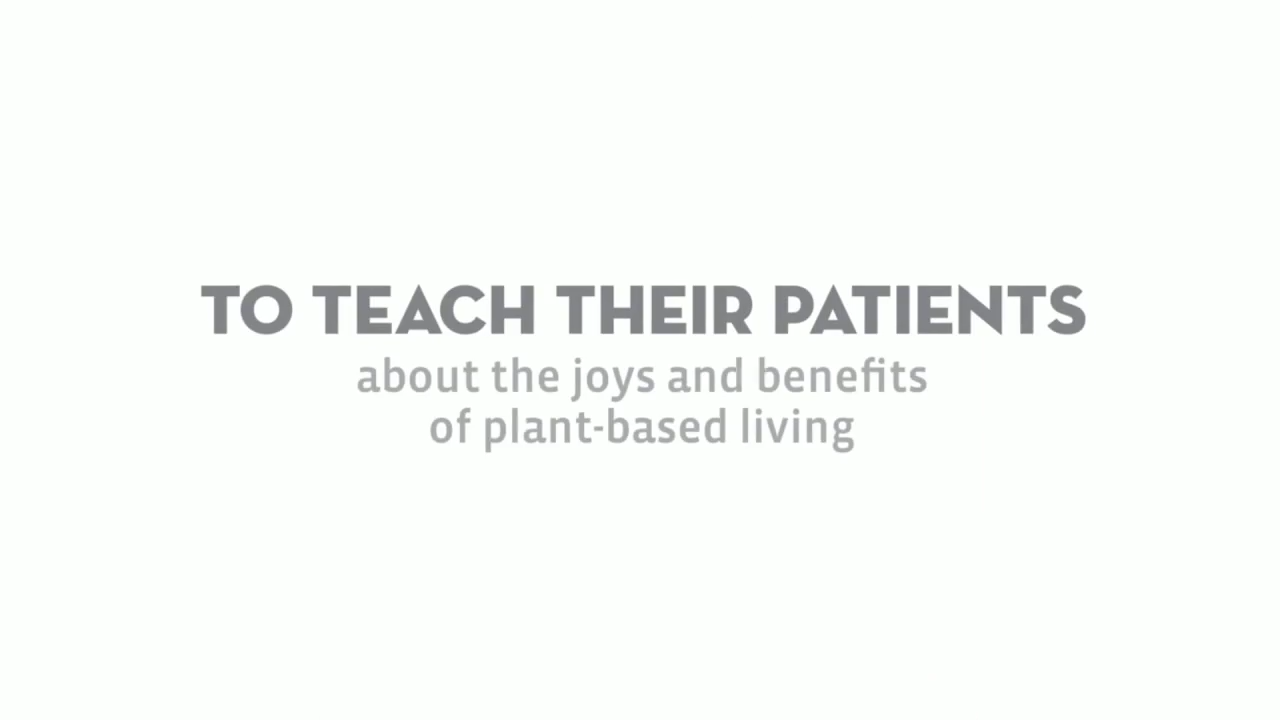 TO TEACH THEIR PATIENTS
about the joys and benefits
of plant-based living